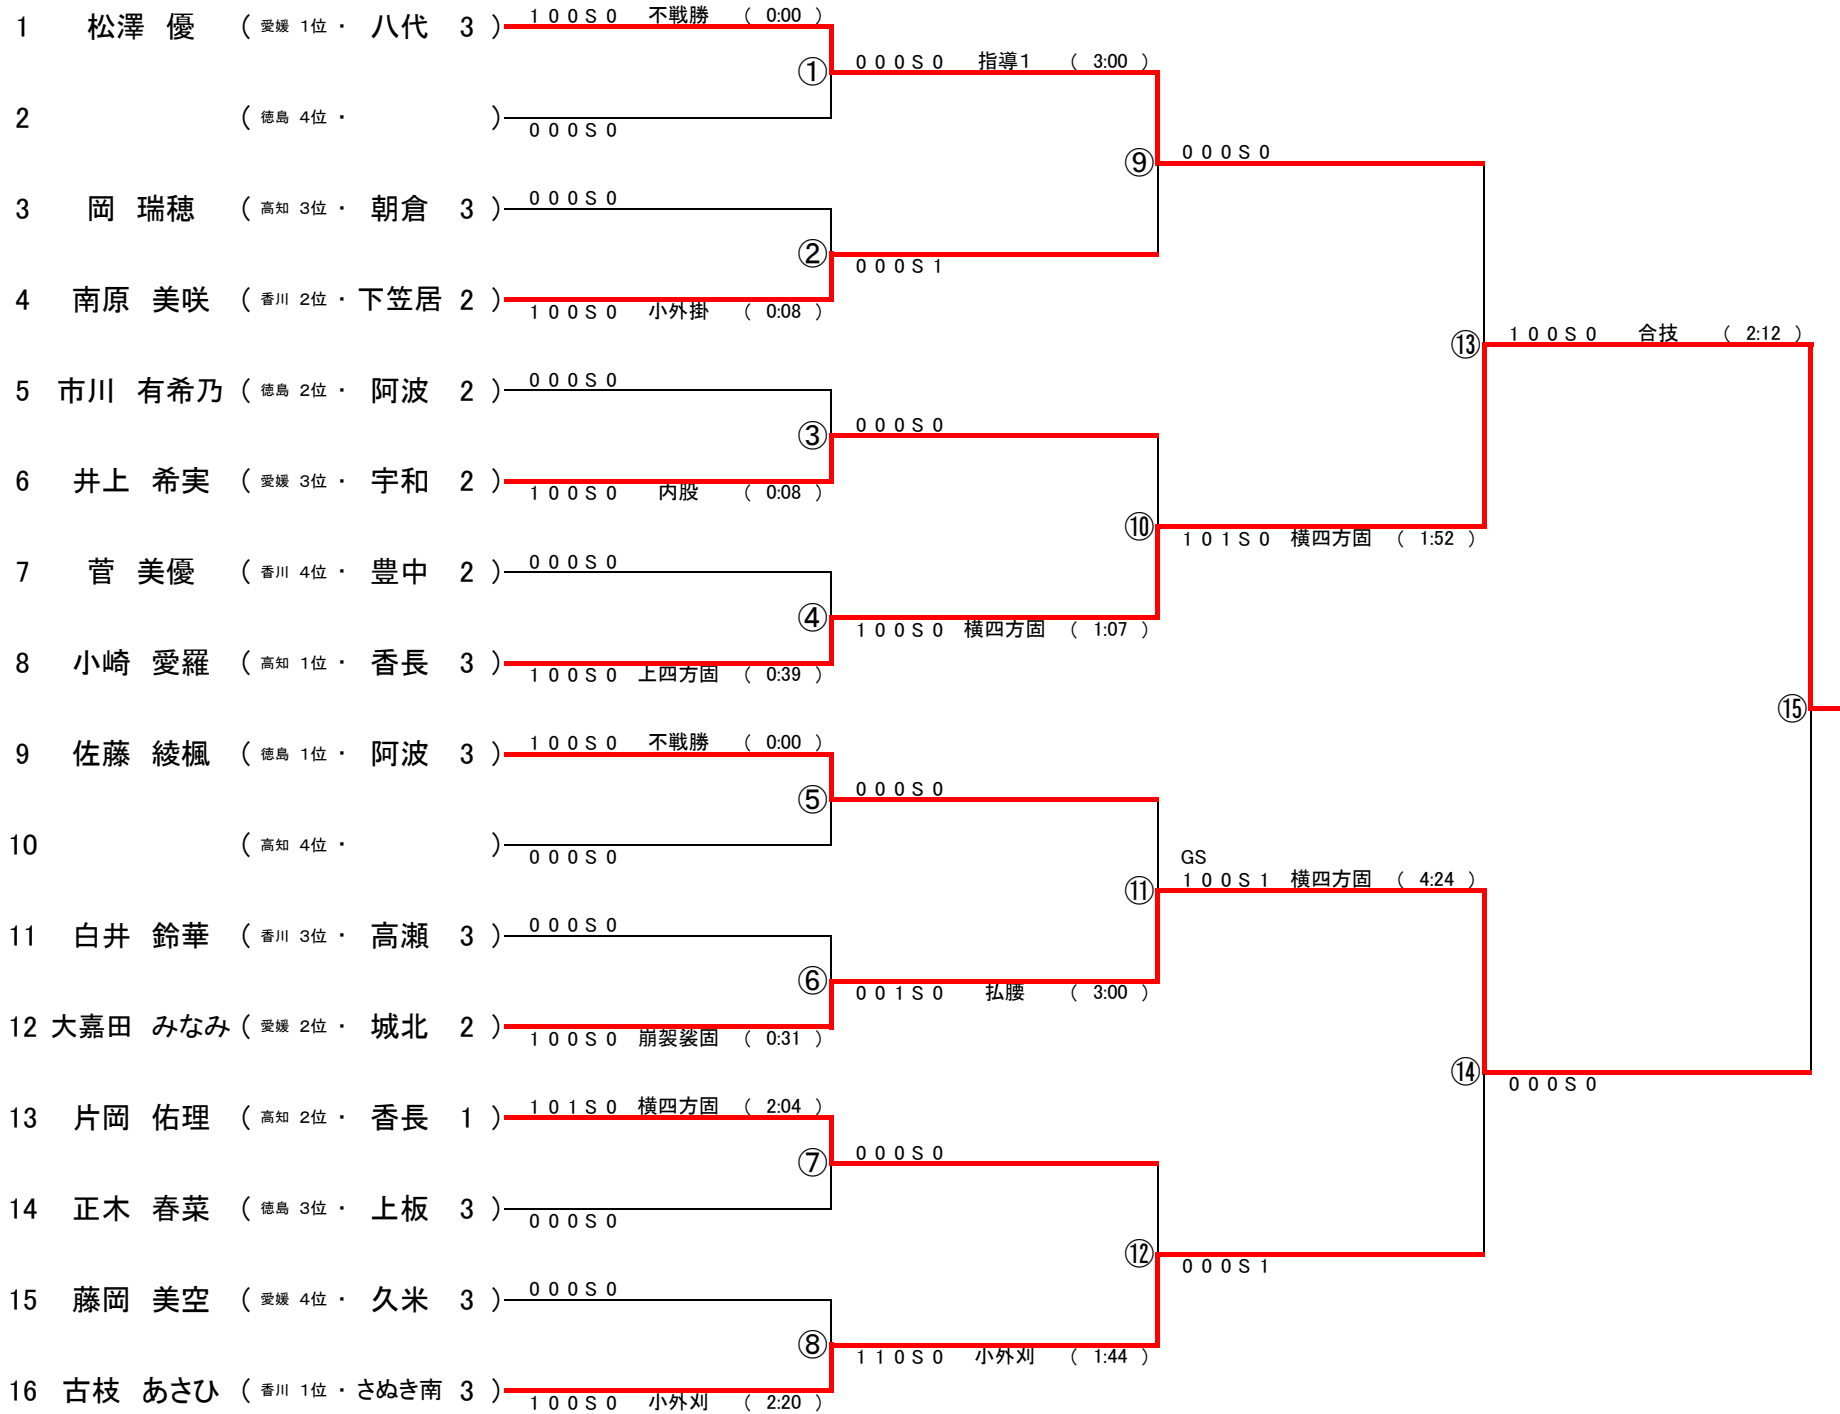 1 松澤 優 ( 愛媛 1位 ・ 八代 3 ) 1 0 0 S 0 不戦勝 ( 0:00 )
① 0 0 0 S 0 指導1 ( 3:00 )
2 ( 徳島 4位 ・ ) 0 0 0 S 0
⑨ 0 0 0 S 0
3 岡 瑞穂 ( 高知 3位 ・ 朝倉 3 ) 0 0 0 S 0
② 0 0 0 S 1
4 南原 美咲 ( 香川 2位 ・ 下笠居 2 ) 1 0 0 S 0 小外掛 ( 0:08 )
⑬ 1 0 0 S 0 合技 ( 2:12 )
5 市川 有希乃 ( 徳島 2位 ・ 阿波 2 ) 0 0 0 S 0
③ 0 0 0 S 0
6 井上 希実 ( 愛媛 3位 ・ 宇和 2 ) 1 0 0 S 0 内股 ( 0:08 )
⑩ 1 0 1 S 0 横四方固 ( 1:52 )
7 菅 美優 ( 香川 4位 ・ 豊中 2 ) 0 0 0 S 0
④ 1 0 0 S 0 横四方固 ( 1:07 )
8 小崎 愛羅 ( 高知 1位 ・ 香長 3 ) 1 0 0 S 0 上四方固 ( 0:39 )
⑮
9 佐藤 綾楓 ( 徳島 1位 ・ 阿波 3 ) 1 0 0 S 0 不戦勝 ( 0:00 )
⑤ 0 0 0 S 0
10 ( 高知 4位 ・ ) 0 0 0 S 0
GS
⑪ 1 0 0 S 1 横四方固 ( 4:24 )
11 白井 鈴華 ( 香川 3位 ・ 高瀬 3 ) 0 0 0 S 0
⑥ 0 0 1 S 0 払腰 ( 3:00 )
12 大嘉田 みなみ ( 愛媛 2位 ・ 城北 2 ) 1 0 0 S 0 崩袈裟固 ( 0:31 )
⑭ 0 0 0 S 0
13 片岡 佑理 ( 高知 2位 ・ 香長 1 ) 1 0 1 S 0 横四方固 ( 2:04 )
⑦ 0 0 0 S 0
14 正木 春菜 ( 徳島 3位 ・ 上板 3 ) 0 0 0 S 0
⑫ 0 0 0 S 1
15 藤岡 美空 ( 愛媛 4位 ・ 久米 3 ) 0 0 0 S 0
⑧ 1 1 0 S 0 小外刈 ( 1:44 )
16 古枝 あさひ ( 香川 1位 ・ さぬき南 3 ) 1 0 0 S 0 小外刈 ( 2:20 )